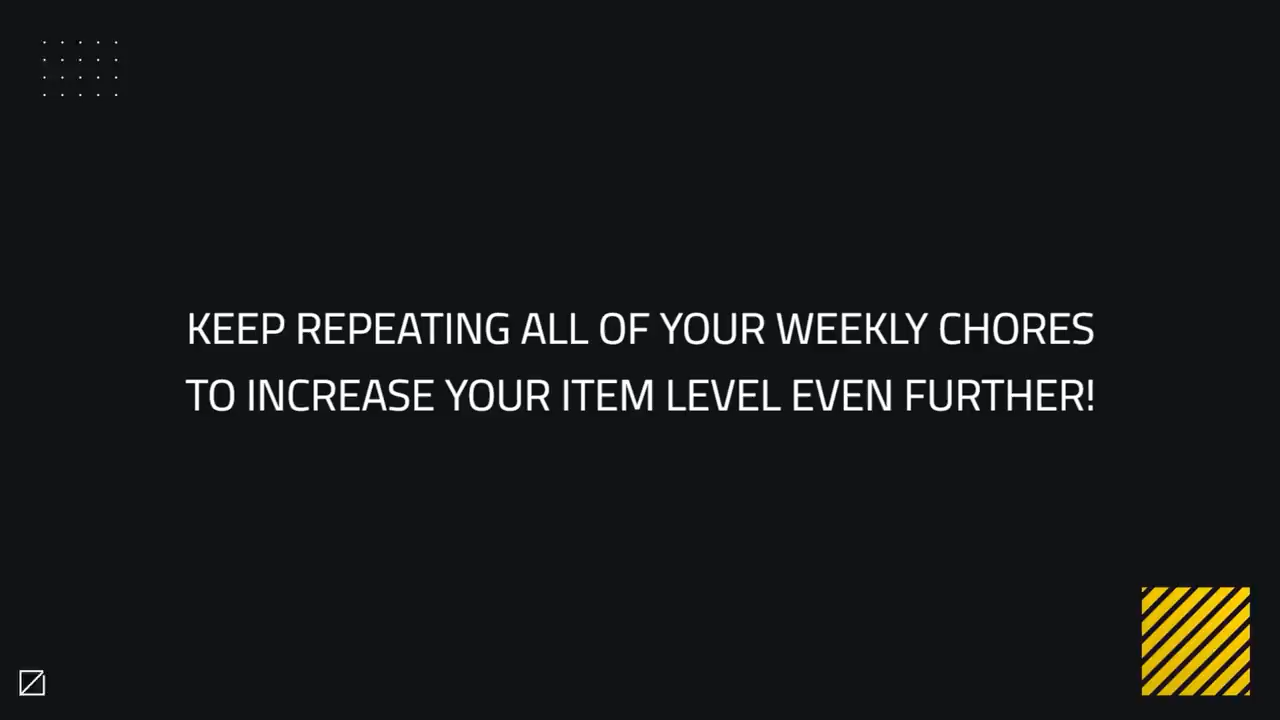 KEEP REPEATING ALL OF YOUR WEEKLY CHORES
TO INCREASE YOUR ITEM LEVEL EVEN FURTHER!